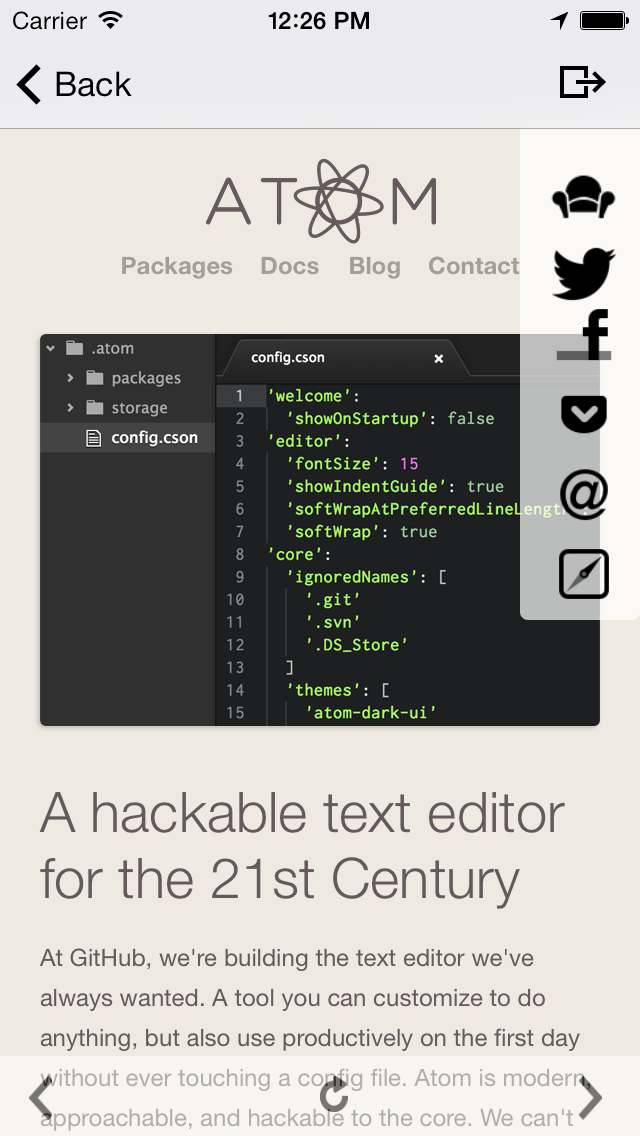 Carrier 12:26 PM
Back
ATOM
Packages Docs Blog Contact
.atom
packages
storage
config.cson
config.cson
1 'welcome':
2 'showOnStartup': false
3 'editor':
4 'fontSize': 15
5 'showIndentGuide': true
6 'softWrapAtPreferredLineLength
7 'softWrap': true
8 'core':
9 'ignoredNames': [
10 '.git'
11 '.svn'
12 '.DS_Store'
13 ]
14 'themes': [
15 'atom-dark-ui'
A hackable text editor
for the 21st Century
At GitHub, we're building the text editor we've
always wanted. A tool you can customize to do
anything, but also use productively on the first day
without ever touching a config file. Atom is modern,
approachable, and hackable to the core. We can't